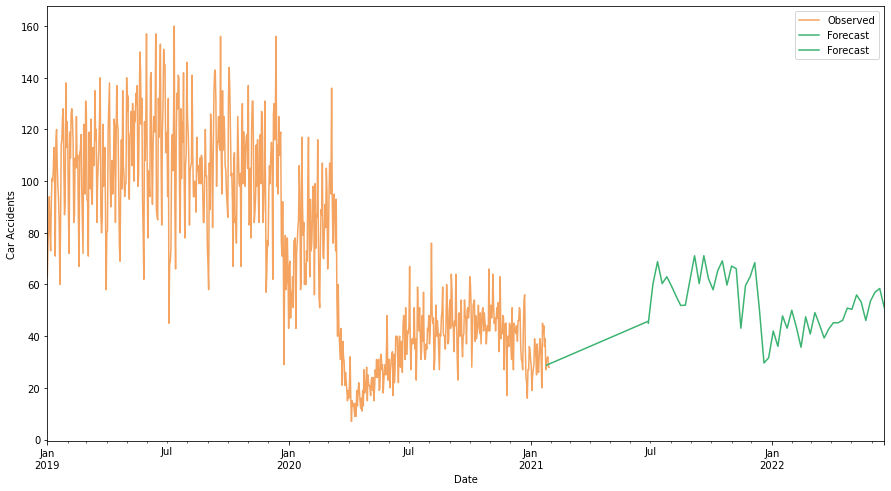 Car Accidents
160
140
120
100
80
60
40
20
0
Observed
Forecast
Forecast
Jan
2019
Jul
Jan
2020
Jul
Jan
2021
Jul
Jan
2022
Date